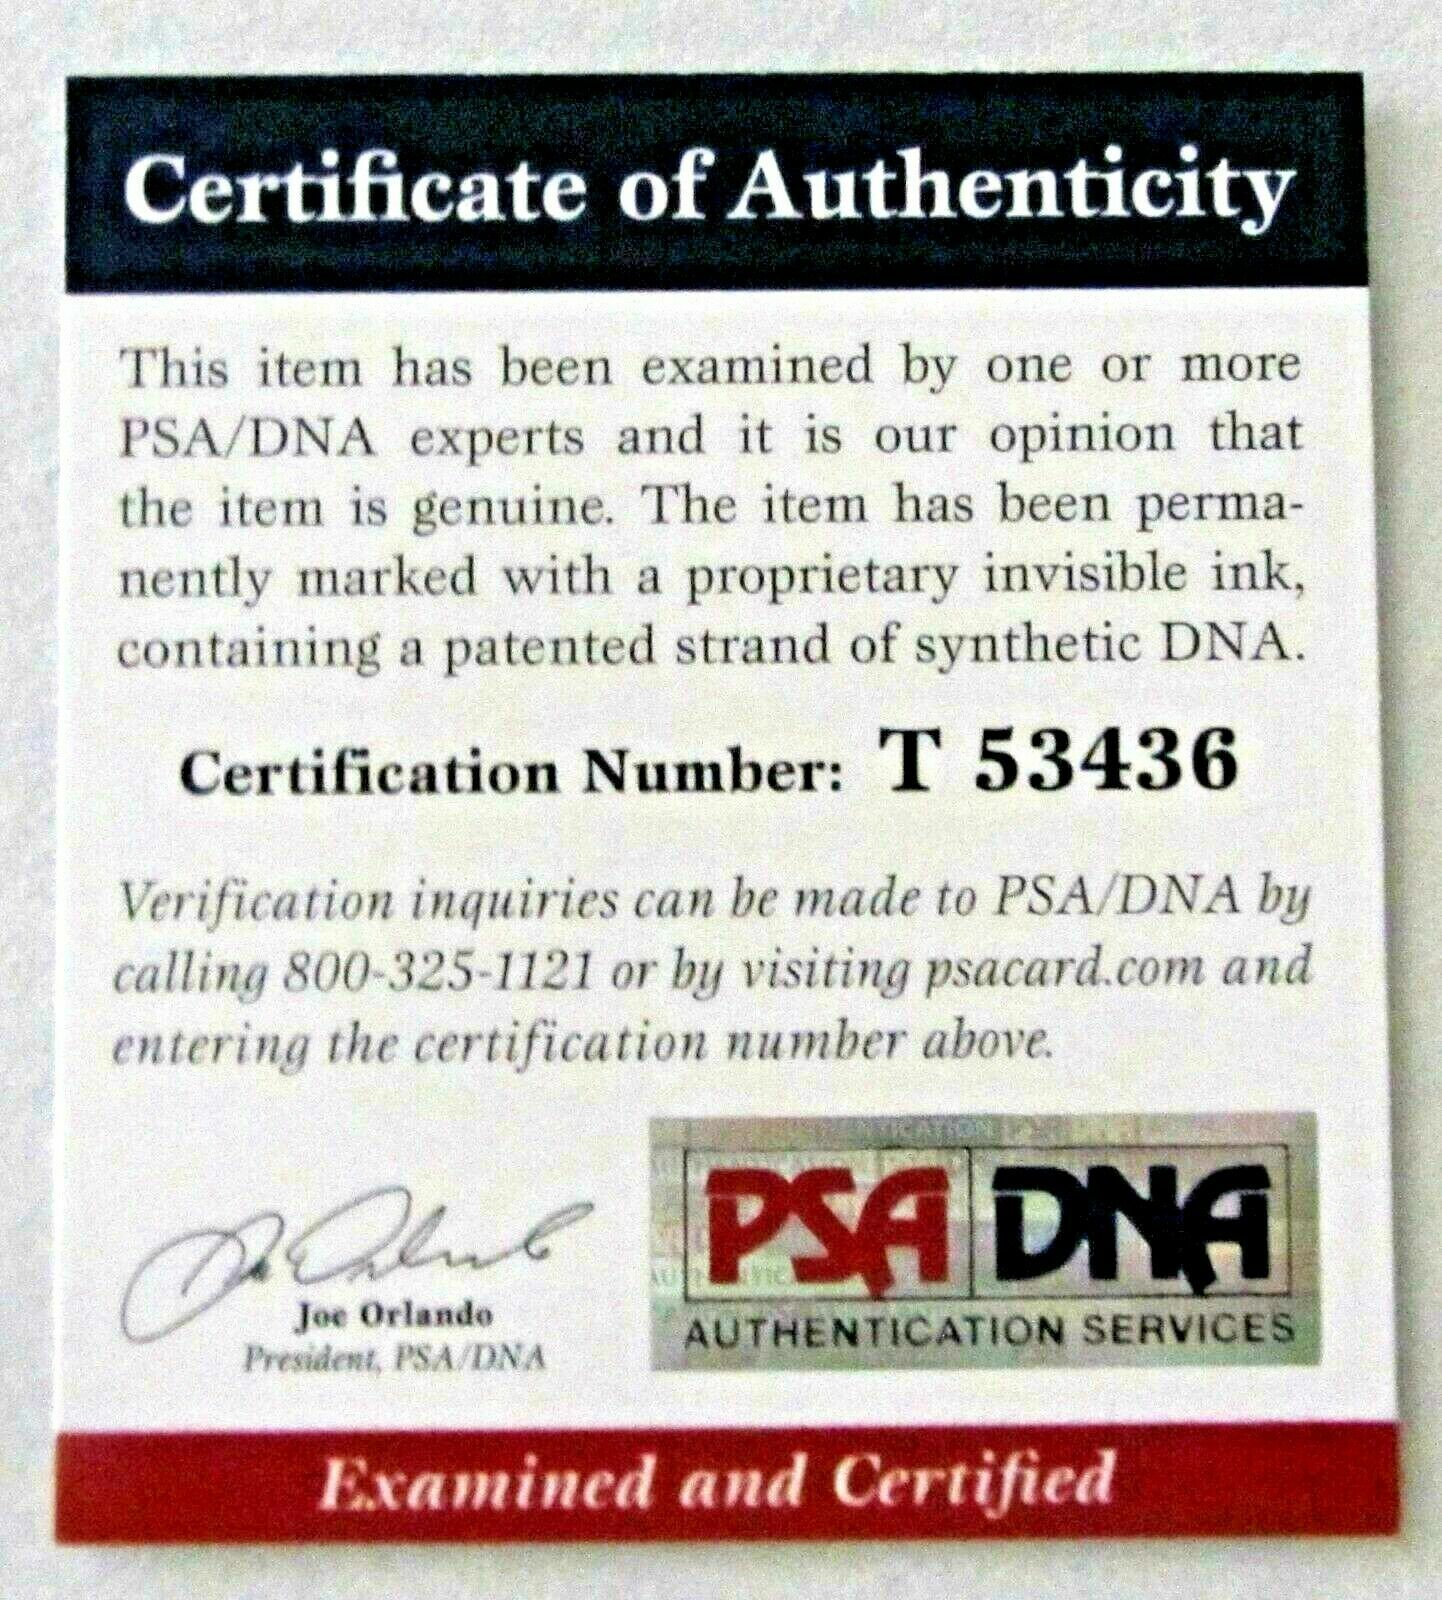 Certificate of Authenticity
This item has been examined by one or more
PSA/DNA experts and it is our opinion that
the item is genuine. The item has been perma-
nently marked with a proprietary invisible ink,
containing a patented strand of synthetic DNA.
Certification Number: T 53436
Verification inquiries can be made to PSA/DNA by
calling 800-325-1121 or by visiting psacard.com and
entering the certification number above.
Joe Orlando
President, PSA/DNA
PSA DNA
AUTHENTICATION SERVICES
Examined and Certified